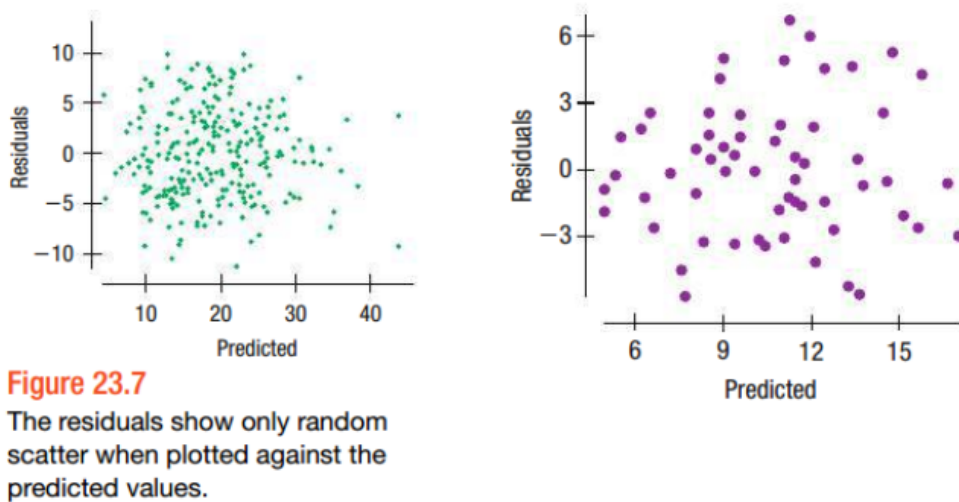 10
5
0
−5
−10
Residuals
10 20 30 40
Predicted
Figure 23.7
The residuals show only random
scatter when plotted against the
predicted values.
6
3
0
−3
Residuals
6 9 12 15
Predicted